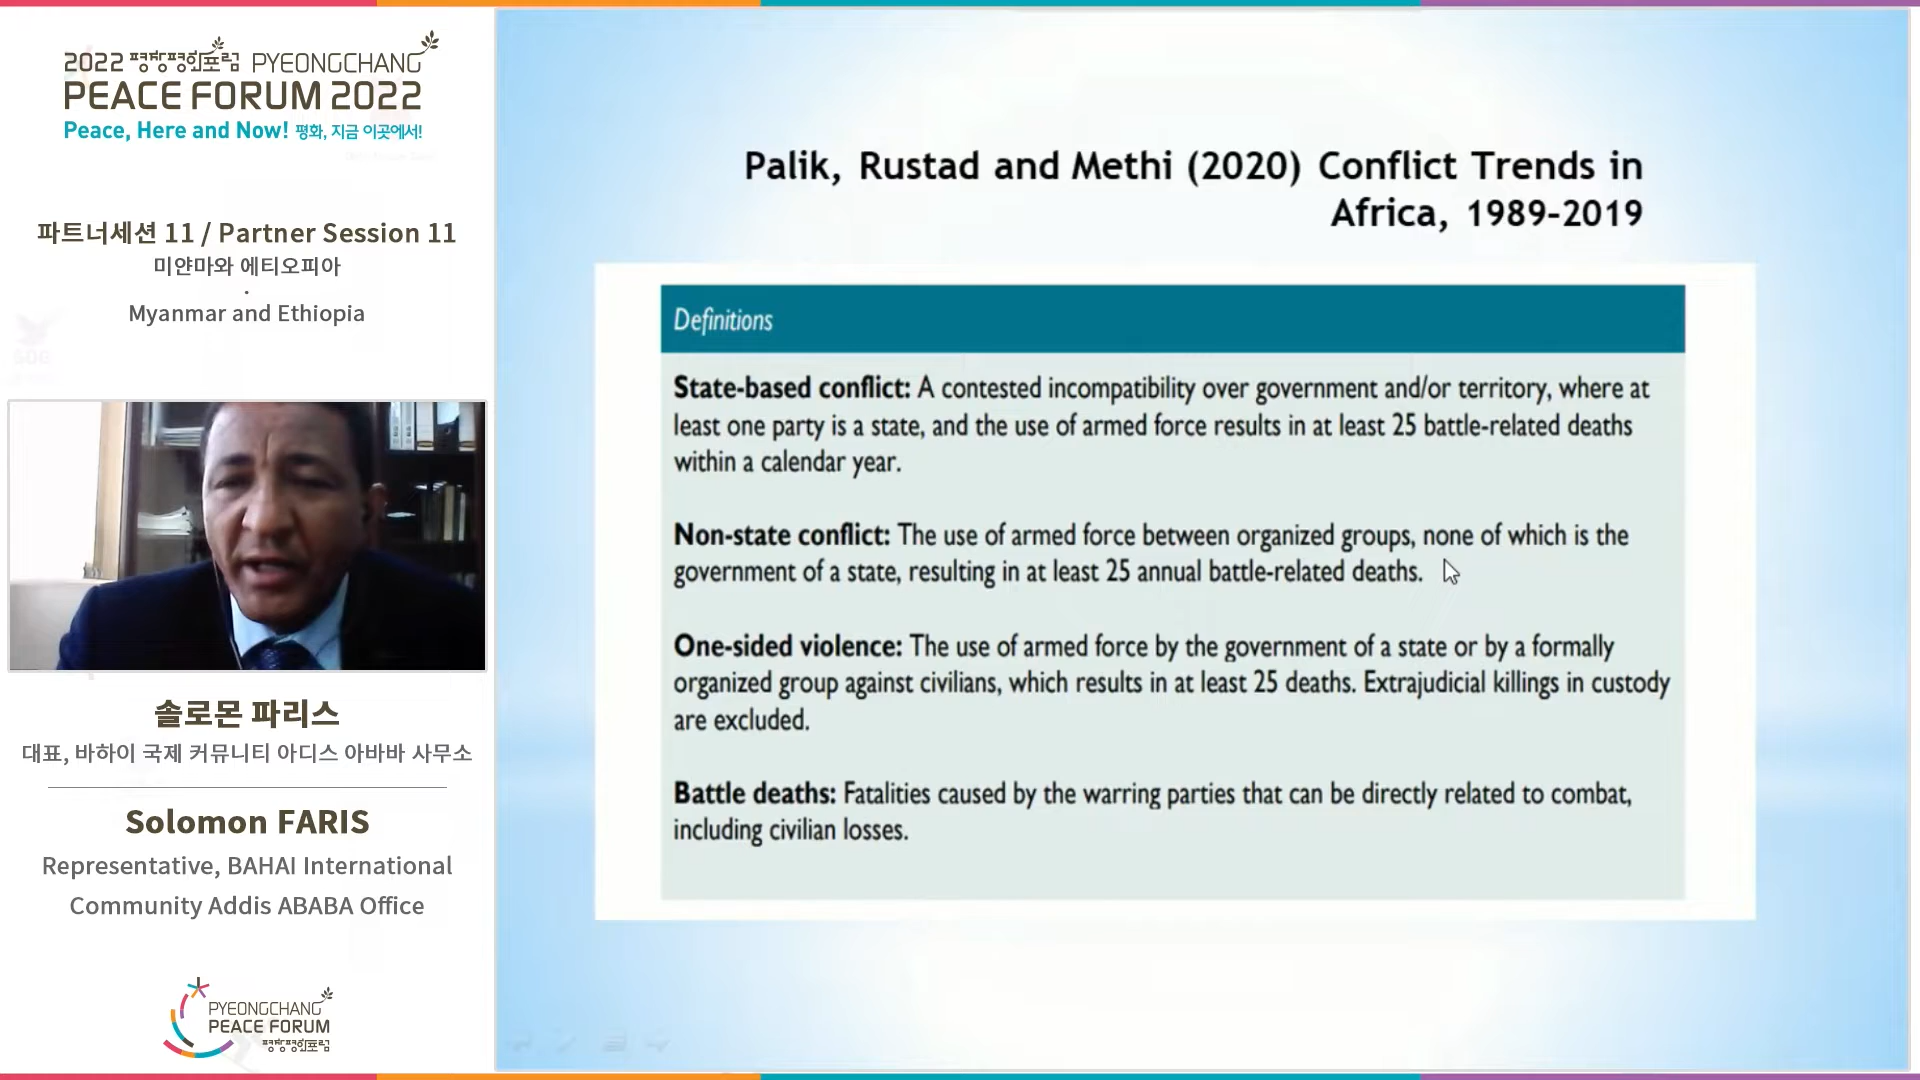 2022 평창평화포럼 PYEONGCHANG
PEACE FORUM 2022
Peace, Here and Now! 평화, 지금 이곳에서!
파트너세션 11 / Partner Session 11
미얀마와 에티오피아
·
Myanmar and Ethiopia
솔로몬 파리스
대표, 바하이 국제 커뮤니티 아디스 아바바 사무소
Solomon FARIS
Representative, BAHAI International
Community Addis ABABA Office
PYEONGCHANG
PEACE FORUM
평창평화포럼
Palik, Rustad and Methi (2020) Conflict Trends in
Africa, 1989-2019
Definitions
State-based conflict: A contested incompatibility over government and/or territory, where at
least one party is a state, and the use of armed force results in at least 25 battle-related deaths
within a calendar year.
Non-state conflict: The use of armed force between organized groups, none of which is the
government of a state, resulting in at least 25 annual battle-related deaths.
One-sided violence: The use of armed force by the government of a state or by a formally
organized group against civilians, which results in at least 25 deaths. Extrajudicial killings in custody
are excluded.
Battle deaths: Fatalities caused by the warring parties that can be directly related to combat,
including civilian losses.